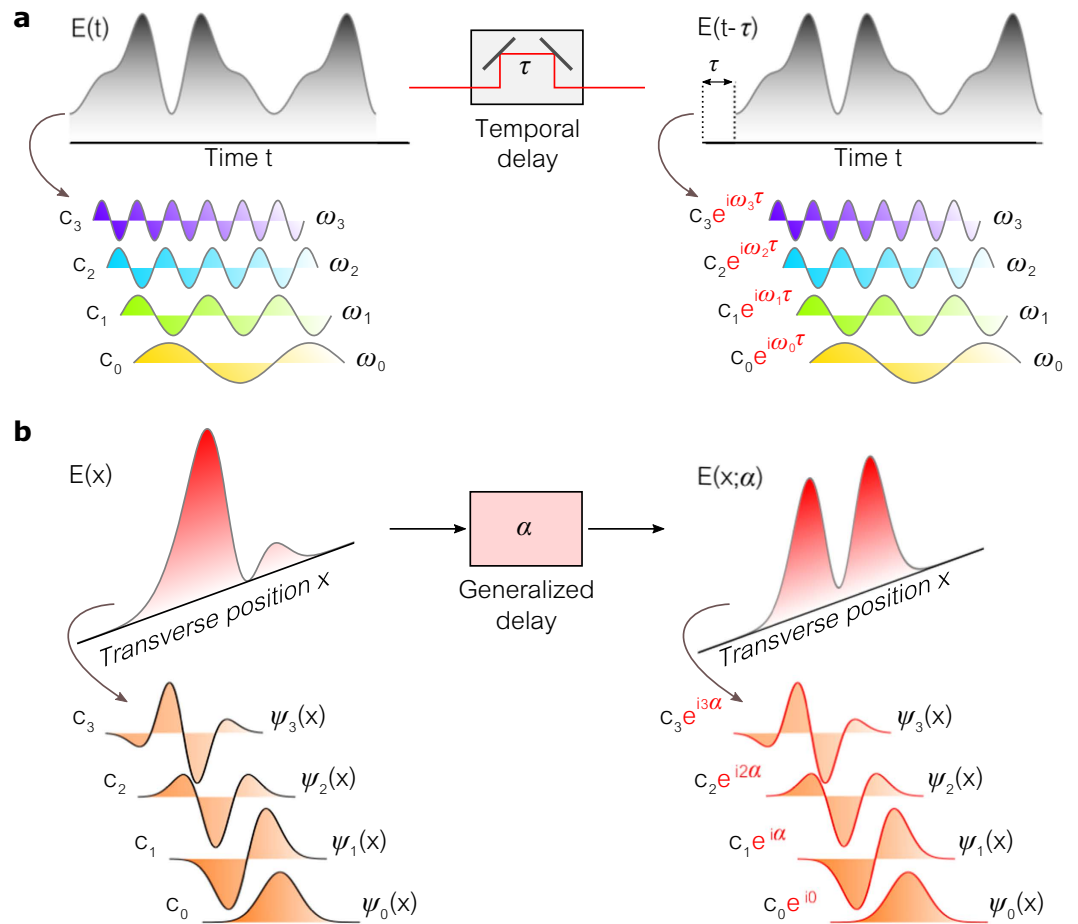 a
E(t)
τ
Temporal
delay
E(t-τ)
τ
Time t
Time t
c₃ ω₃
c₂ ω₂
c₁ ω₁
c₀ ω₀
c₃e^{iω₃τ} ω₃
c₂e^{iω₂τ} ω₂
c₁e^{iω₁τ} ω₁
c₀e^{iω₀τ} ω₀
b
E(x)
Transverse position x
α
Generalized
delay
E(x;α)
Transverse position x
c₃ ψ₃(x)
c₂ ψ₂(x)
c₁ ψ₁(x)
c₀ ψ₀(x)
c₃e^{i3α} ψ₃(x)
c₂e^{i2α} ψ₂(x)
c₁e^{iα} ψ₁(x)
c₀e^{i0} ψ₀(x)